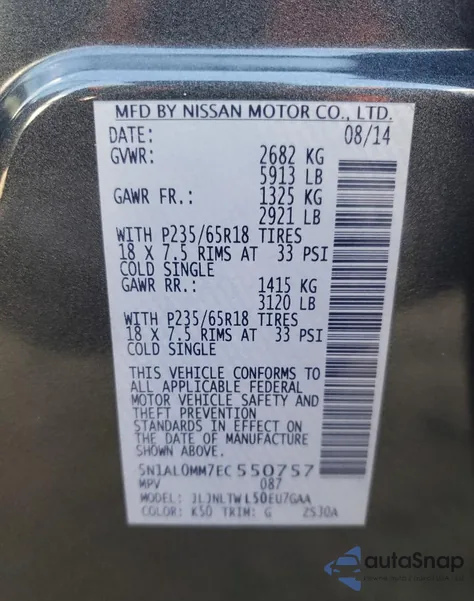 MFD BY NISSAN MOTOR CO., LTD.
DATE: 08/14
GVWR: 2682 KG
5913 LB
GAWR FR.: 1325 KG
2921 LB
WITH P235/65R18 TIRES
18 X 7.5 RIMS AT 33 PSI
COLD SINGLE
GAWR RR.: 1415 KG
3120 LB
WITH P235/65R18 TIRES
18 X 7.5 RIMS AT 33 PSI
COLD SINGLE
THIS VEHICLE CONFORMS TO
ALL APPLICABLE FEDERAL
MOTOR VEHICLE SAFETY AND
THEFT PREVENTION
STANDARDS IN EFFECT ON
THE DATE OF MANUFACTURE
SHOWN ABOVE
5N1AL0MM7EC550757
MPV 087
MODEL: JLJNLTWL50EU7GAA
COLOR: K50 TRIM: G 2530A
autaSnap